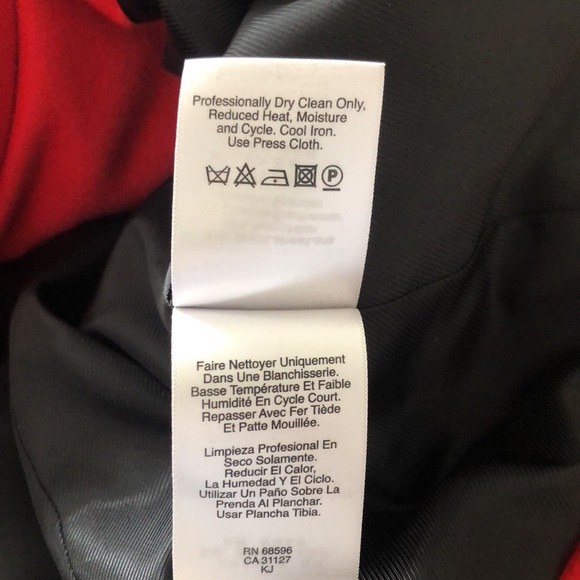 Professionally Dry Clean Only,
Reduced Heat, Moisture
and Cycle. Cool Iron.
Use Press Cloth.
P
Faire Nettoyer Uniquement
Dans Une Blanchisserie.
Basse Température Et Faible
Humidité En Cycle Court.
Repasser Avec Fer Tiède
Et Patte Mouillée.
Limpieza Profesional En
Seco Solamente.
Reducir El Calor,
La Humedad Y El Ciclo.
Utilizar Un Paño Sobre La
Prenda Al Planchar.
Usar Plancha Tibia.
RN 68596
CA 31127
KJ